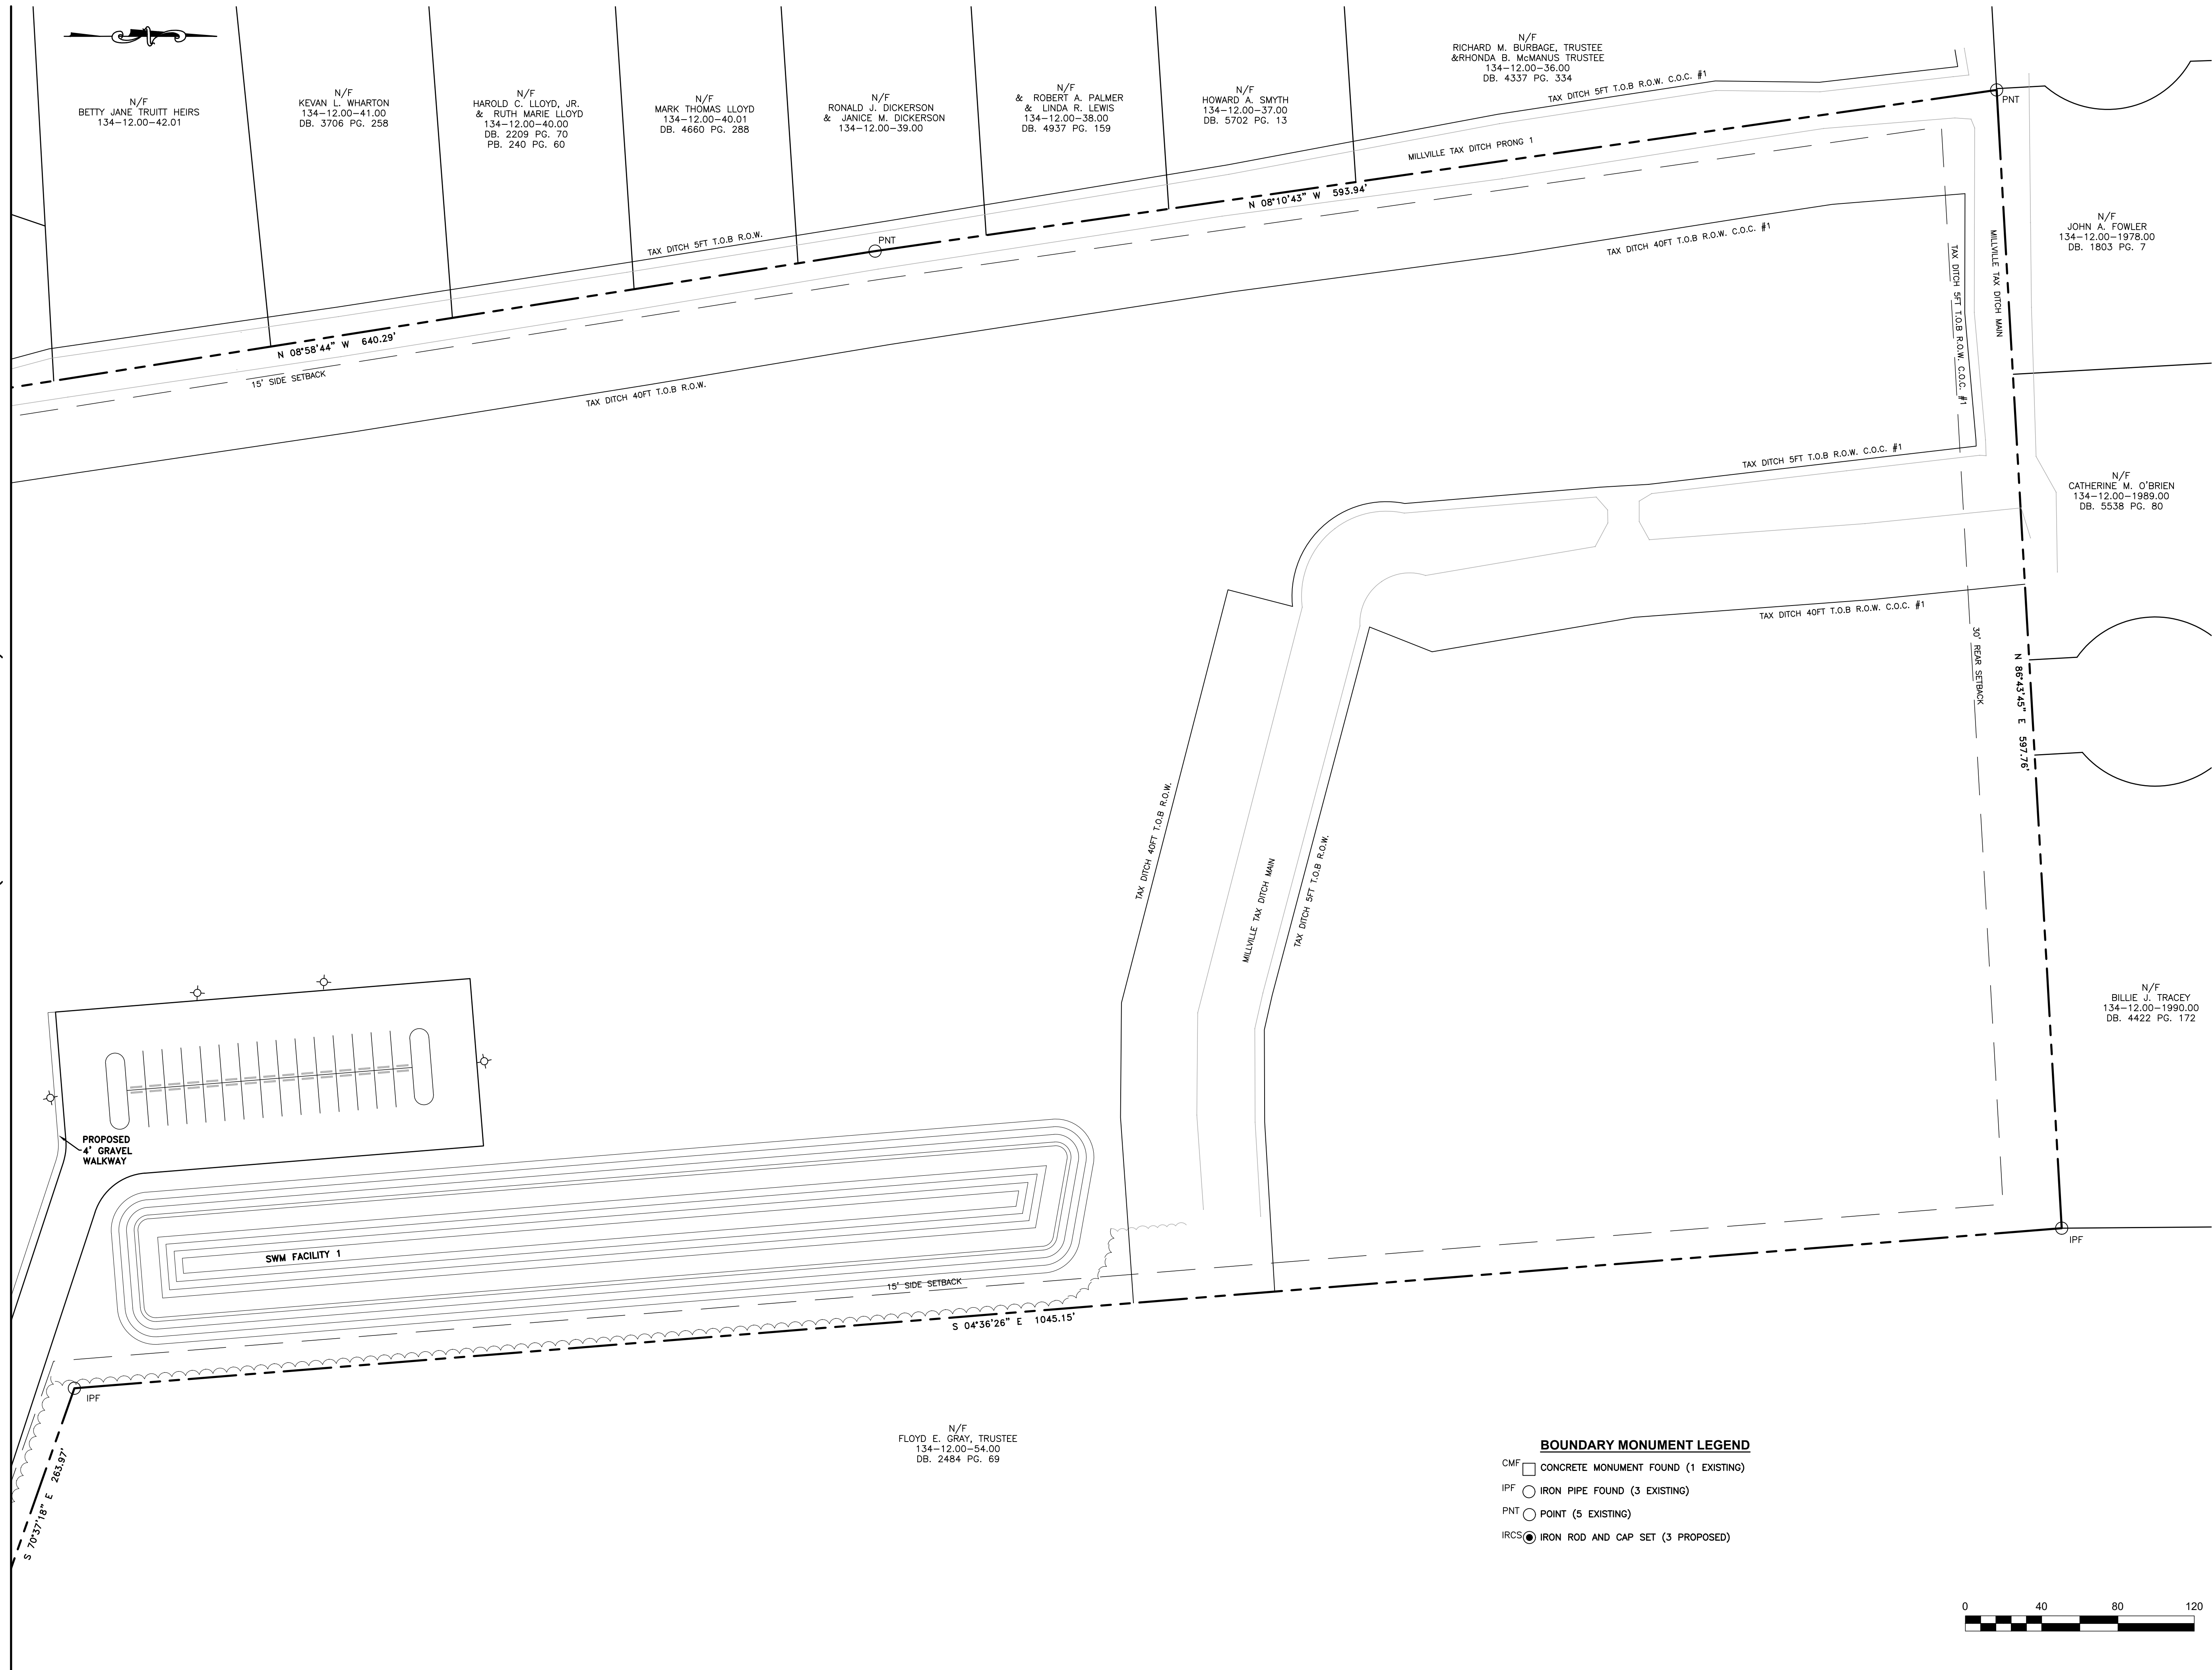 N/F
BETTY JANE TRUITT HEIRS
134-12.00-42.01
N/F
KEVAN L. WHARTON
134-12.00-41.00
DB. 3706 PG. 258
N/F
HAROLD C. LLOYD, JR.
& RUTH MARIE LLOYD
134-12.00-40.00
DB. 2209 PG. 70
PB. 240 PG. 60
N/F
MARK THOMAS LLOYD
134-12.00-40.01
DB. 4660 PG. 288
N/F
RONALD J. DICKERSON
& JANICE M. DICKERSON
134-12.00-39.00
N/F
& ROBERT A. PALMER
& LINDA R. LEWIS
134-12.00-38.00
DB. 4937 PG. 159
N/F
HOWARD A. SMYTH
134-12.00-37.00
DB. 5702 PG. 13
N/F
RICHARD M. BURBAGE, TRUSTEE
&RHONDA B. McMANUS TRUSTEE
134-12.00-36.00
DB. 4337 PG. 334
TAX DITCH 5FT T.O.B R.O.W. C.O.C. #1
PNT
MILLVILLE TAX DITCH PRONG 1
N 08°10'43" W 593.94'
TAX DITCH 5FT T.O.B R.O.W.
PNT
TAX DITCH 40FT T.O.B R.O.W. C.O.C. #1
N 08°58'44" W 640.29'
15' SIDE SETBACK
TAX DITCH 40FT T.O.B R.O.W.
TAX DITCH 5FT T.O.B R.O.W. C.O.C. #1
MILLVILLE TAX DITCH MAIN
N/F
JOHN A. FOWLER
134-12.00-1978.00
DB. 1803 PG. 7
TAX DITCH 5FT T.O.B R.O.W. C.O.C. #1
N/F
CATHERINE M. O'BRIEN
134-12.00-1989.00
DB. 5538 PG. 80
TAX DITCH 40FT T.O.B R.O.W. C.O.C. #1
30' REAR SETBACK
N 86°43'45" E 597.76'
TAX DITCH 40FT T.O.B R.O.W.
MILLVILLE TAX DITCH MAIN
TAX DITCH 5FT T.O.B R.O.W.
N/F
BILLIE J. TRACEY
134-12.00-1990.00
DB. 4422 PG. 172
PROPOSED
4' GRAVEL
WALKWAY
SWM FACILITY 1
15' SIDE SETBACK
S 04°36'26" E 1045.15'
IPF
IPF
S 70°37'18" E 263.97'
N/F
FLOYD E. GRAY, TRUSTEE
134-12.00-54.00
DB. 2484 PG. 69
BOUNDARY MONUMENT LEGEND
CMF CONCRETE MONUMENT FOUND (1 EXISTING)
IPF IRON PIPE FOUND (3 EXISTING)
PNT POINT (5 EXISTING)
IRCS IRON ROD AND CAP SET (3 PROPOSED)
0 40 80 120